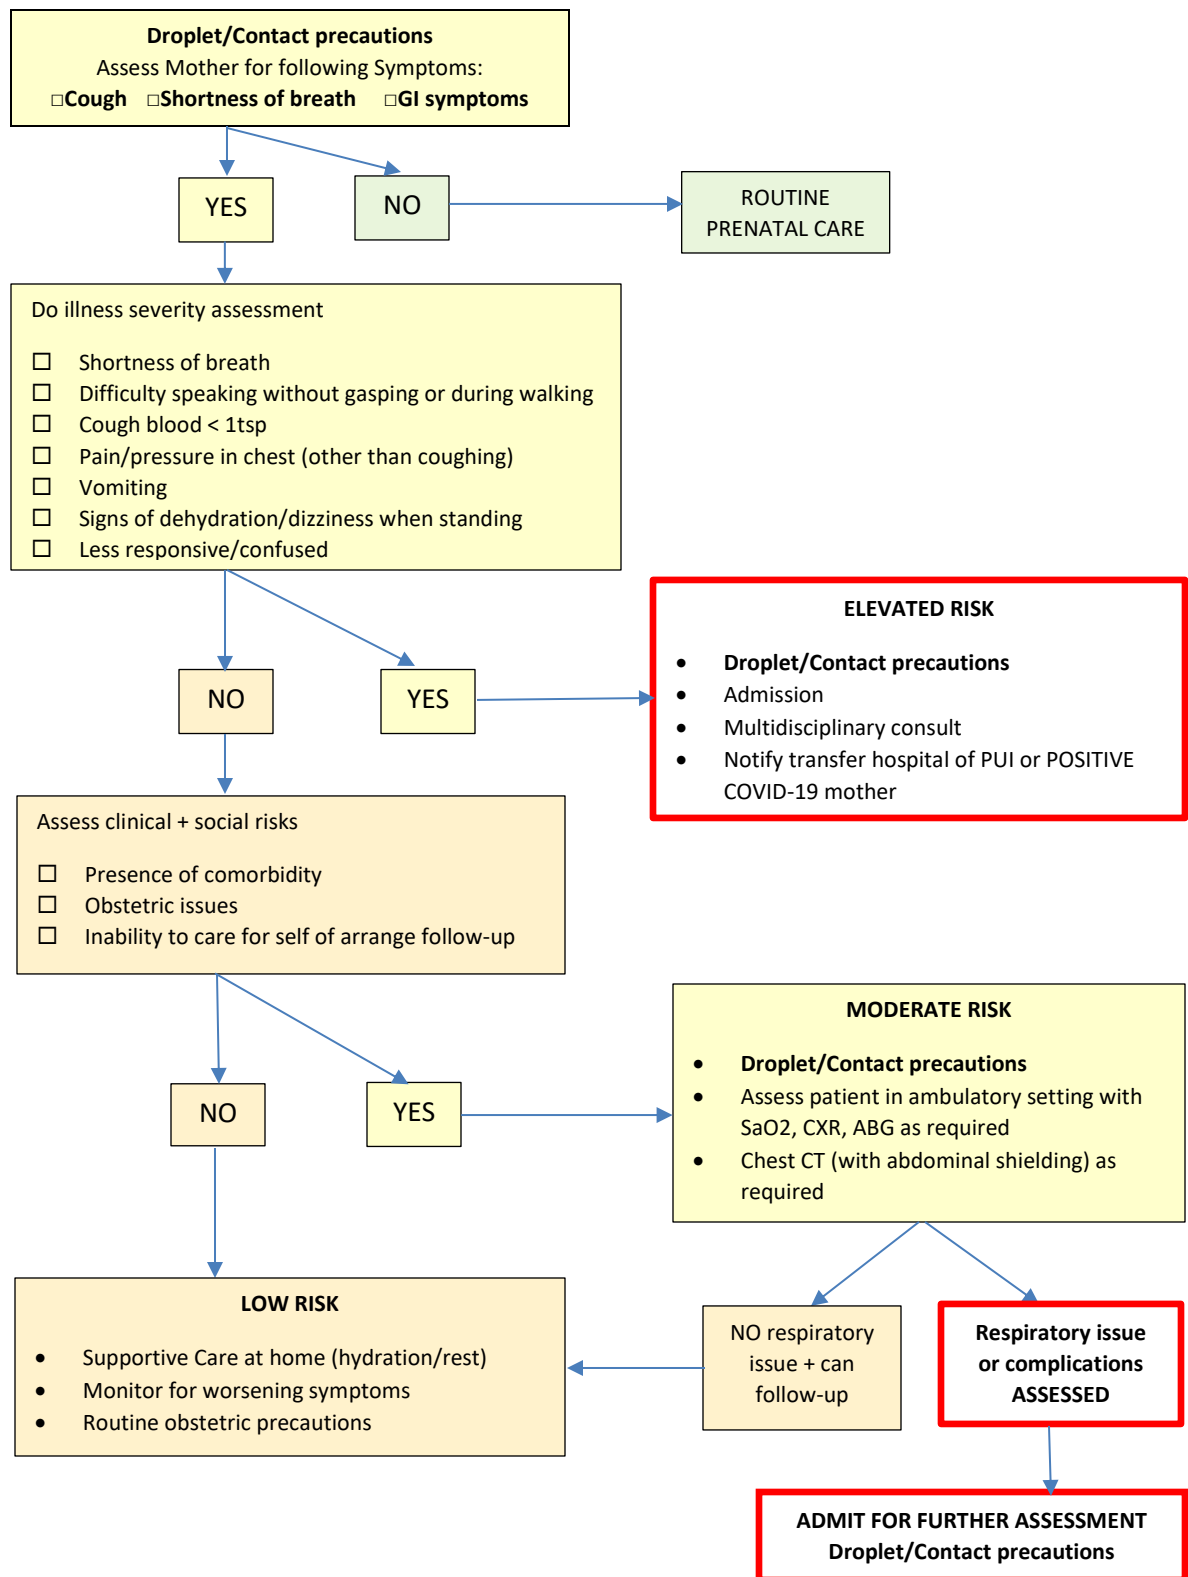 Droplet/Contact precautions
Assess Mother for following Symptoms:
□Cough □Shortness of breath □GI symptoms
YES
NO
ROUTINE
PRENATAL CARE
Do illness severity assessment
☐ Shortness of breath
☐ Difficulty speaking without gasping or during walking
☐ Cough blood < 1tsp
☐ Pain/pressure in chest (other than coughing)
☐ Vomiting
☐ Signs of dehydration/dizziness when standing
☐ Less responsive/confused
NO
YES
ELEVATED RISK
• Droplet/Contact precautions
• Admission
• Multidisciplinary consult
• Notify transfer hospital of PUI or POSITIVE
COVID-19 mother
Assess clinical + social risks
☐ Presence of comorbidity
☐ Obstetric issues
☐ Inability to care for self of arrange follow-up
NO
YES
MODERATE RISK
• Droplet/Contact precautions
• Assess patient in ambulatory setting with
SaO2, CXR, ABG as required
• Chest CT (with abdominal shielding) as
required
LOW RISK
• Supportive Care at home (hydration/rest)
• Monitor for worsening symptoms
• Routine obstetric precautions
NO respiratory
issue + can
follow-up
Respiratory issue
or complications
ASSESSED
ADMIT FOR FURTHER ASSESSMENT
Droplet/Contact precautions